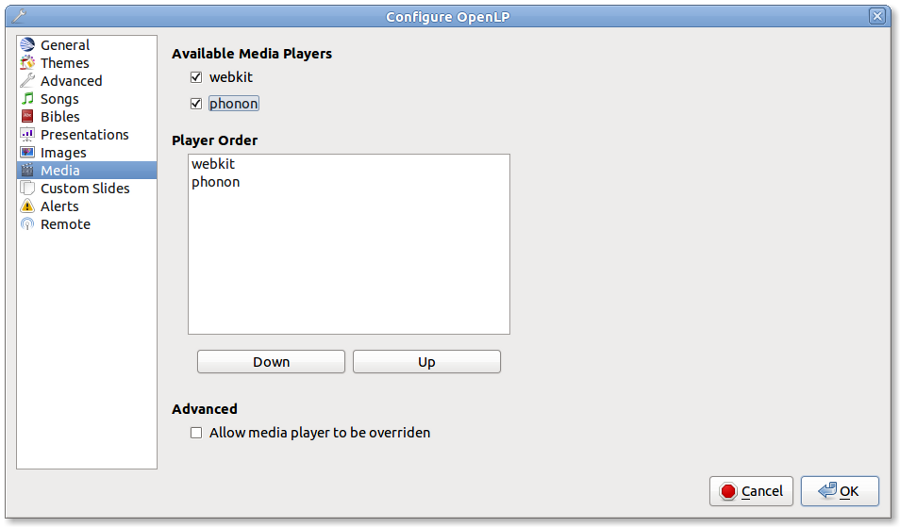 Configure OpenLP
General
Themes
Advanced
Songs
Bibles
Presentations
Images
Media
Custom Slides
Alerts
Remote
Available Media Players
webkit
phonon
Player Order
webkit
phonon
Down Up
Advanced
Allow media player to be overriden
Cancel OK